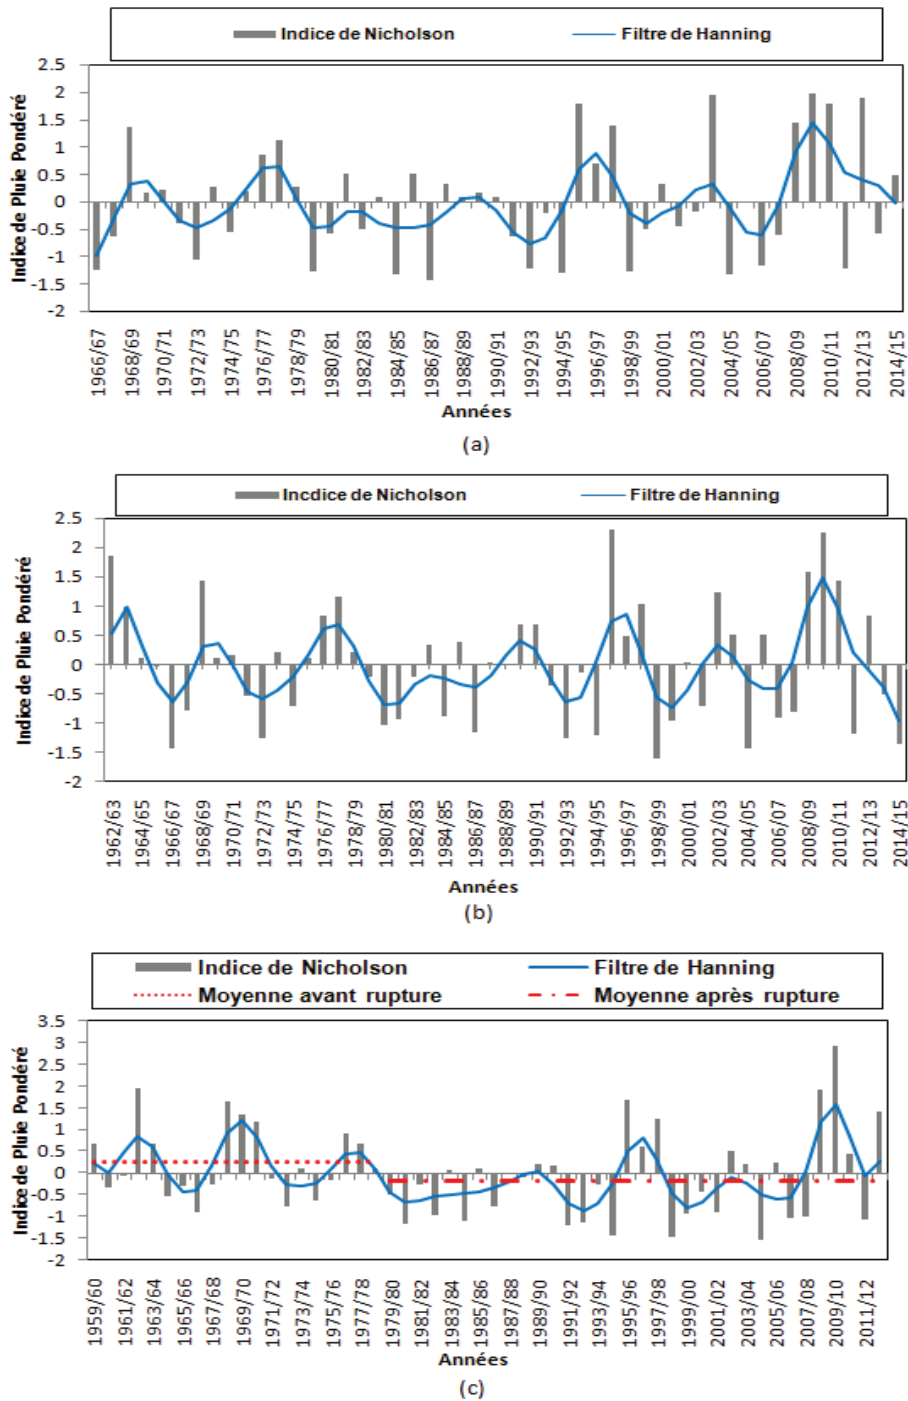 Indice de Nicholson Filtre de Hanning
Indice de Pluie Pondéré
2.5
2
1.5
1
0.5
0
-0.5
-1
-1.5
-2
1966/67 1968/69 1970/71 1972/73 1974/75 1976/77 1978/79 1980/81 1982/83 1984/85 1986/87 1988/89 1990/91 1992/93 1994/95 1996/97 1998/99 2000/01 2002/03 2004/05 2006/07 2008/09 2010/11 2012/13 2014/15
Années
(a)
Incdice de Nicholson Filtre de Hanning
Indice de Pluie Pondéré
2.5
2
1.5
1
0.5
0
-0.5
-1
-1.5
-2
1962/63 1964/65 1966/67 1968/69 1970/71 1972/73 1974/75 1976/77 1978/79 1980/81 1982/83 1984/85 1986/87 1988/89 1990/91 1992/93 1994/95 1996/97 1998/99 2000/01 2002/03 2004/05 2006/07 2008/09 2010/11 2012/13 2014/15
Années
(b)
Indice de Nicholson Filtre de Hanning
Moyenne avant rupture Moyenne après rupture
Indice de Pluie Pondéré
3.5
3
2.5
2
1.5
1
0.5
0
-0.5
-1
-1.5
-2
1959/60 1961/62 1963/64 1965/66 1967/68 1969/70 1971/72 1973/74 1975/76 1977/78 1979/80 1981/82 1983/84 1985/86 1987/88 1989/90 1991/92 1993/94 1995/96 1997/98 1999/00 2001/02 2003/04 2005/06 2007/08 2009/10 2011/12
Années
(c)